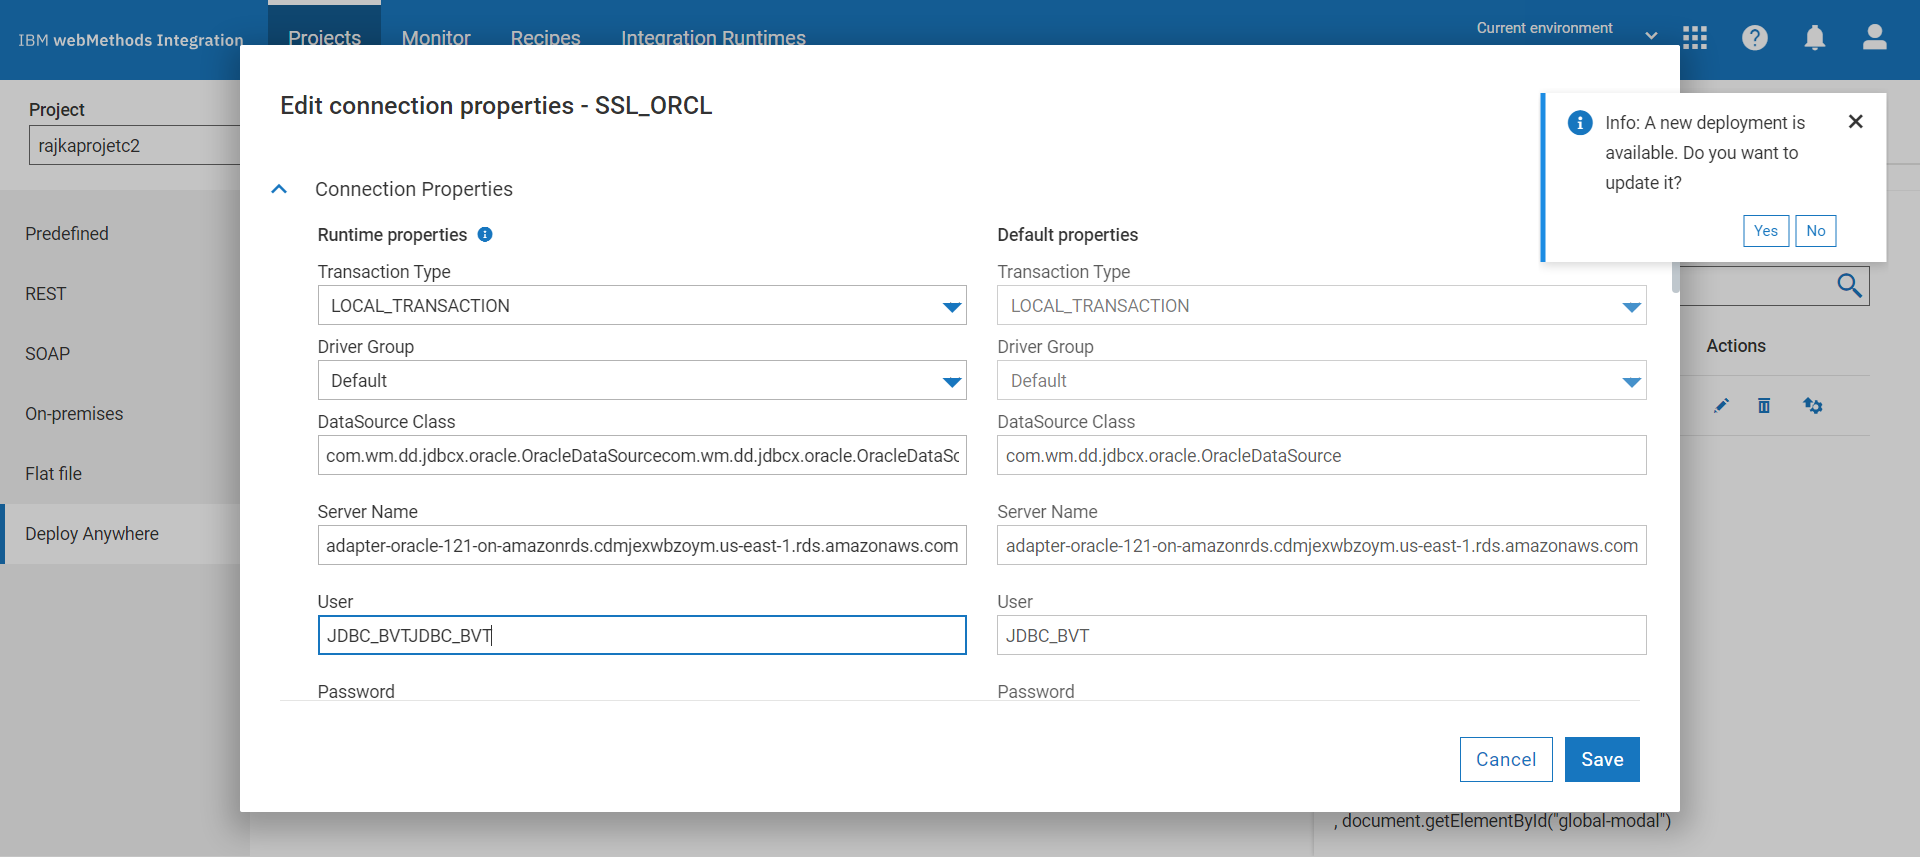 IBM webMethods Integration
Projects
Monitor
Recipes
Integration Runtimes
Current environment
Project
rajkaprojetc2
Predefined
REST
SOAP
On-premises
Flat file
Deploy Anywhere
Edit connection properties - SSL_ORCL
Info: A new deployment is
available. Do you want to
update it?
Yes
No
Connection Properties
Runtime properties
Default properties
Transaction Type
Transaction Type
LOCAL_TRANSACTION
LOCAL_TRANSACTION
Driver Group
Driver Group
Default
Default
DataSource Class
DataSource Class
com.wm.dd.jdbcx.oracle.OracleDataSourcecom.wm.dd.jdbcx.oracle.OracleDataSc
com.wm.dd.jdbcx.oracle.OracleDataSource
Server Name
Server Name
adapter-oracle-121-on-amazonrds.cdmjexwbzoym.us-east-1.rds.amazonaws.com
adapter-oracle-121-on-amazonrds.cdmjexwbzoym.us-east-1.rds.amazonaws.com
User
User
JDBC_BVTJDBC_BVT
JDBC_BVT
Password
Password
Cancel
Save
Actions
, document.getElementById("global-modal")